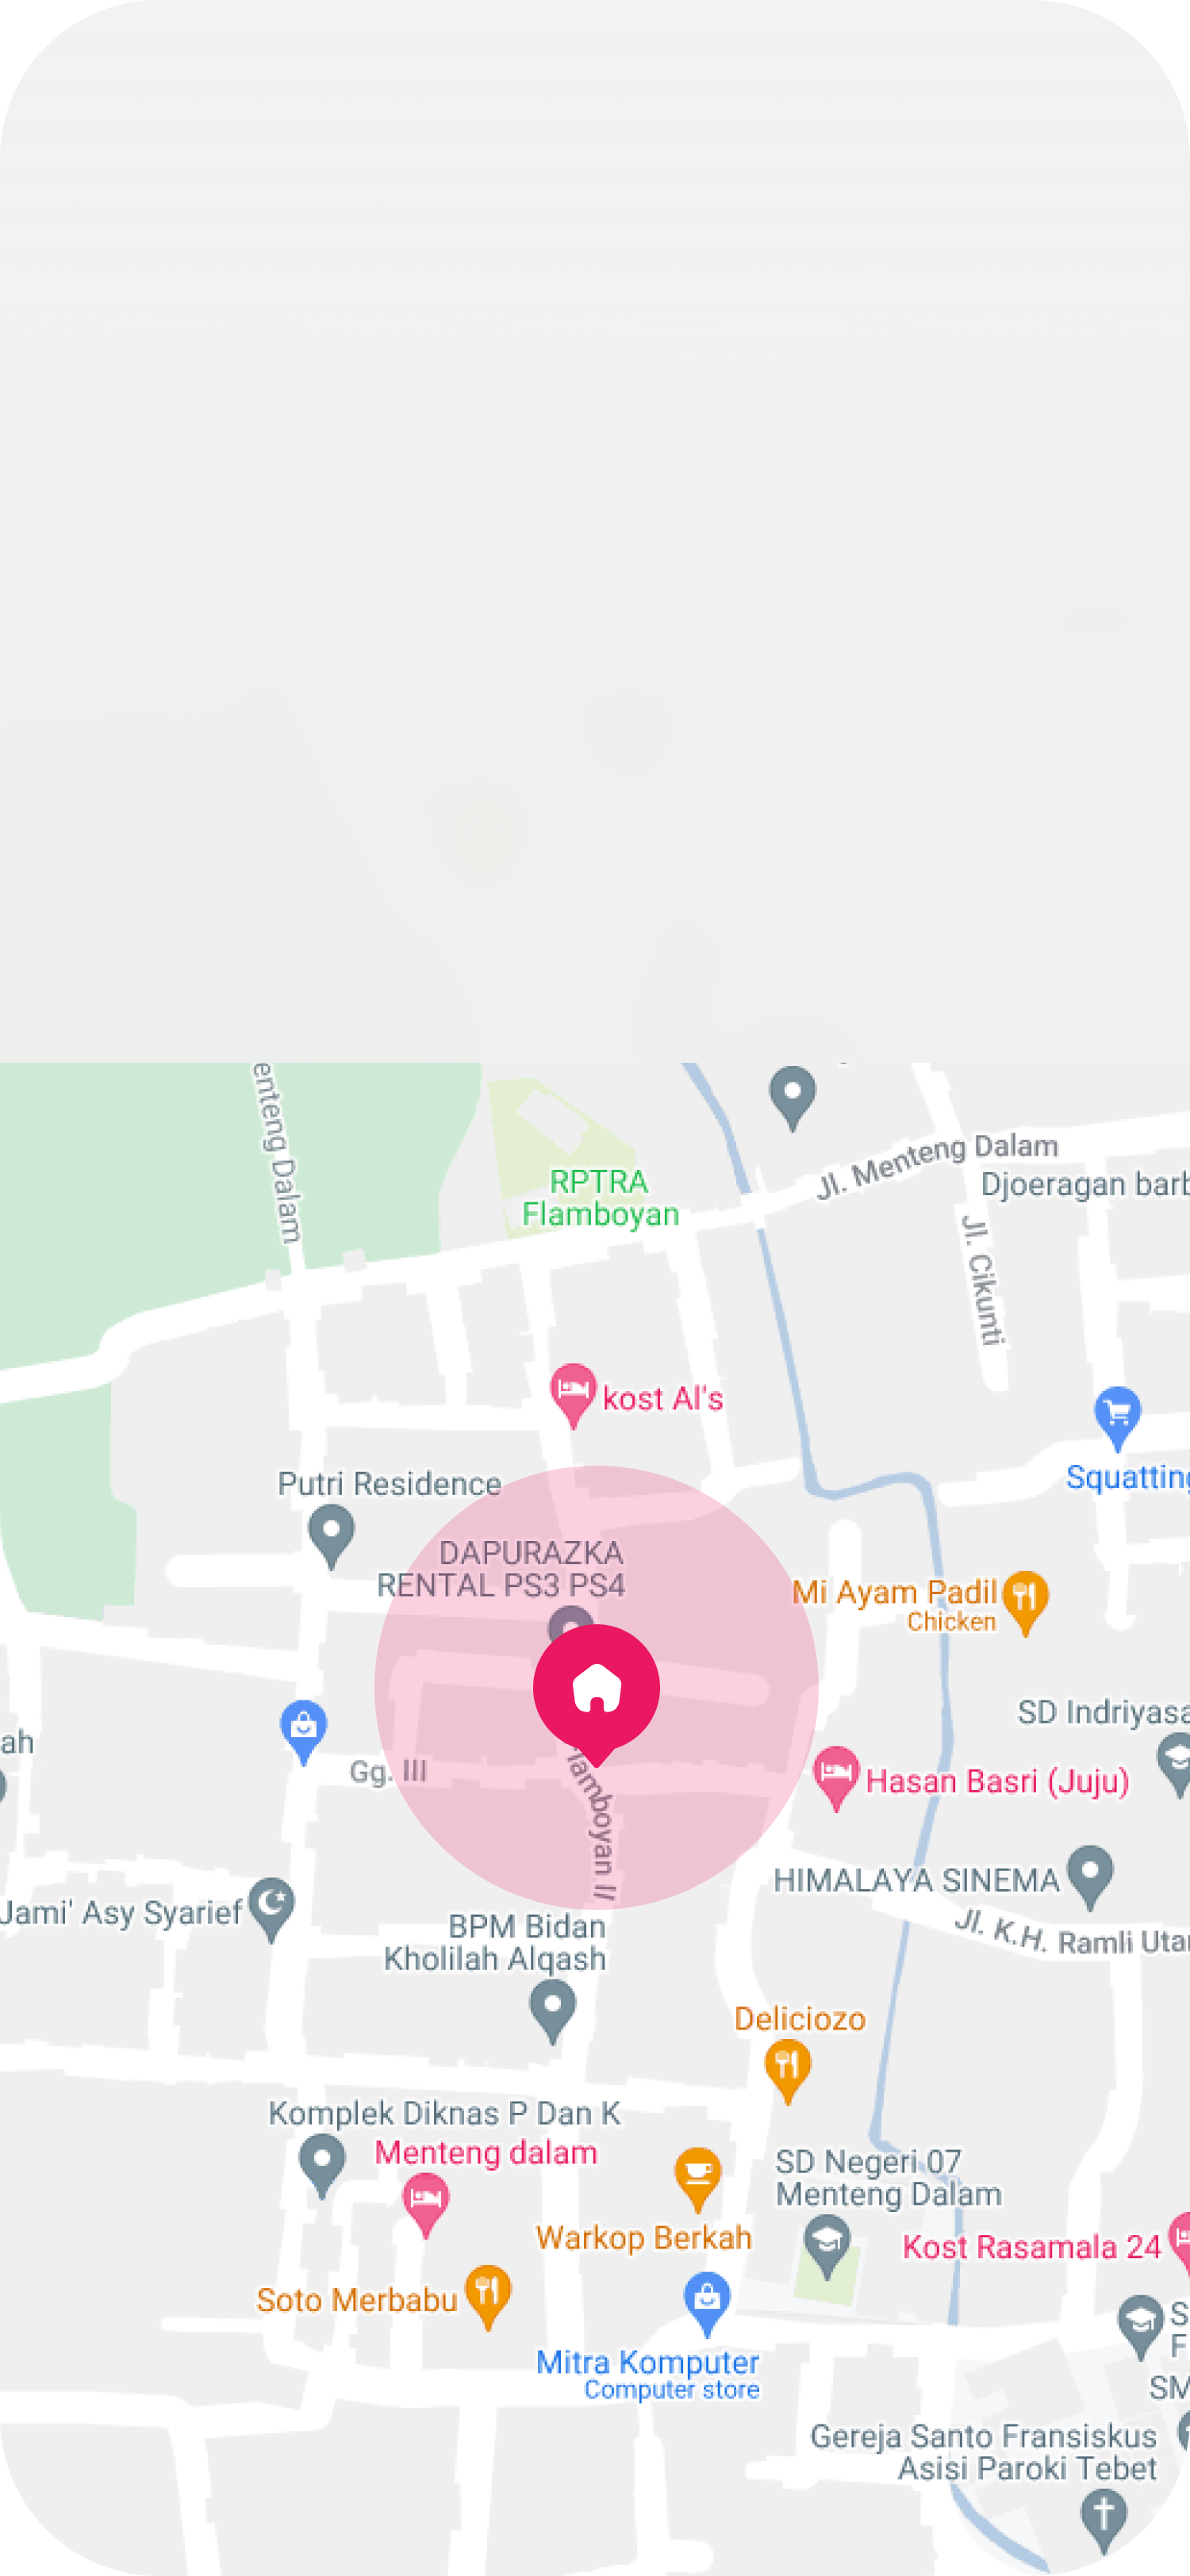 enteng Dalam
RPTRA
Flamboyan
Jl. Menteng Dalam
Djoeragan barb
Jl. Cikunti
kost Al's
Squatting
Putri Residence
DAPURAZKA
RENTAL PS3 PS4
Mi Ayam Padil
Chicken
SD Indriyasa
ah
Gg. III
lamboyan II
Hasan Basri (Juju)
HIMALAYA SINEMA
Jami' Asy Syarief
BPM Bidan
Kholilah Alqash
Jl. K.H. Ramli Utar
Deliciozo
Komplek Diknas P Dan K
Menteng dalam
SD Negeri 07
Menteng Dalam
Warkop Berkah
Kost Rasamala 24
Soto Merbabu
S
F
Mitra Komputer
Computer store
SM
Gereja Santo Fransiskus
Asisi Paroki Tebet